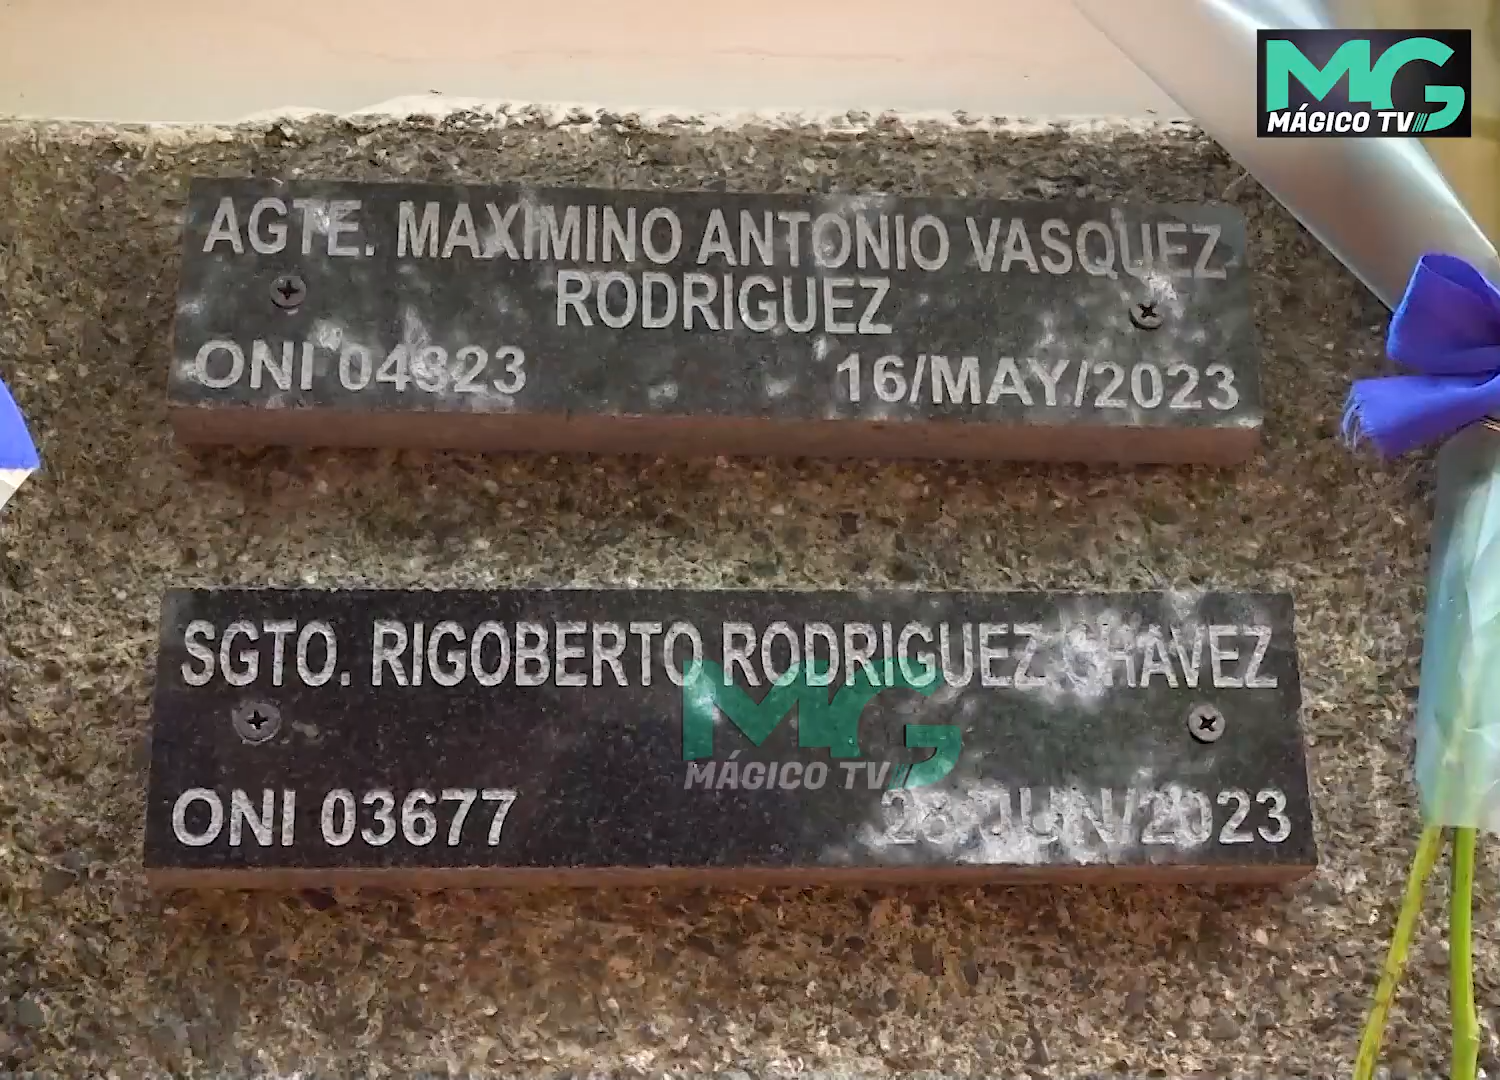 MG
MÁGICO TV
AGTE. MAXIMINO ANTONIO VASQUEZ
RODRIGUEZ
ONI 04323 16/MAY/2023
SGTO. RIGOBERTO RODRIGUEZ CHAVEZ
MG
MÁGICO TV
ONI 03677 28/JUN/2023